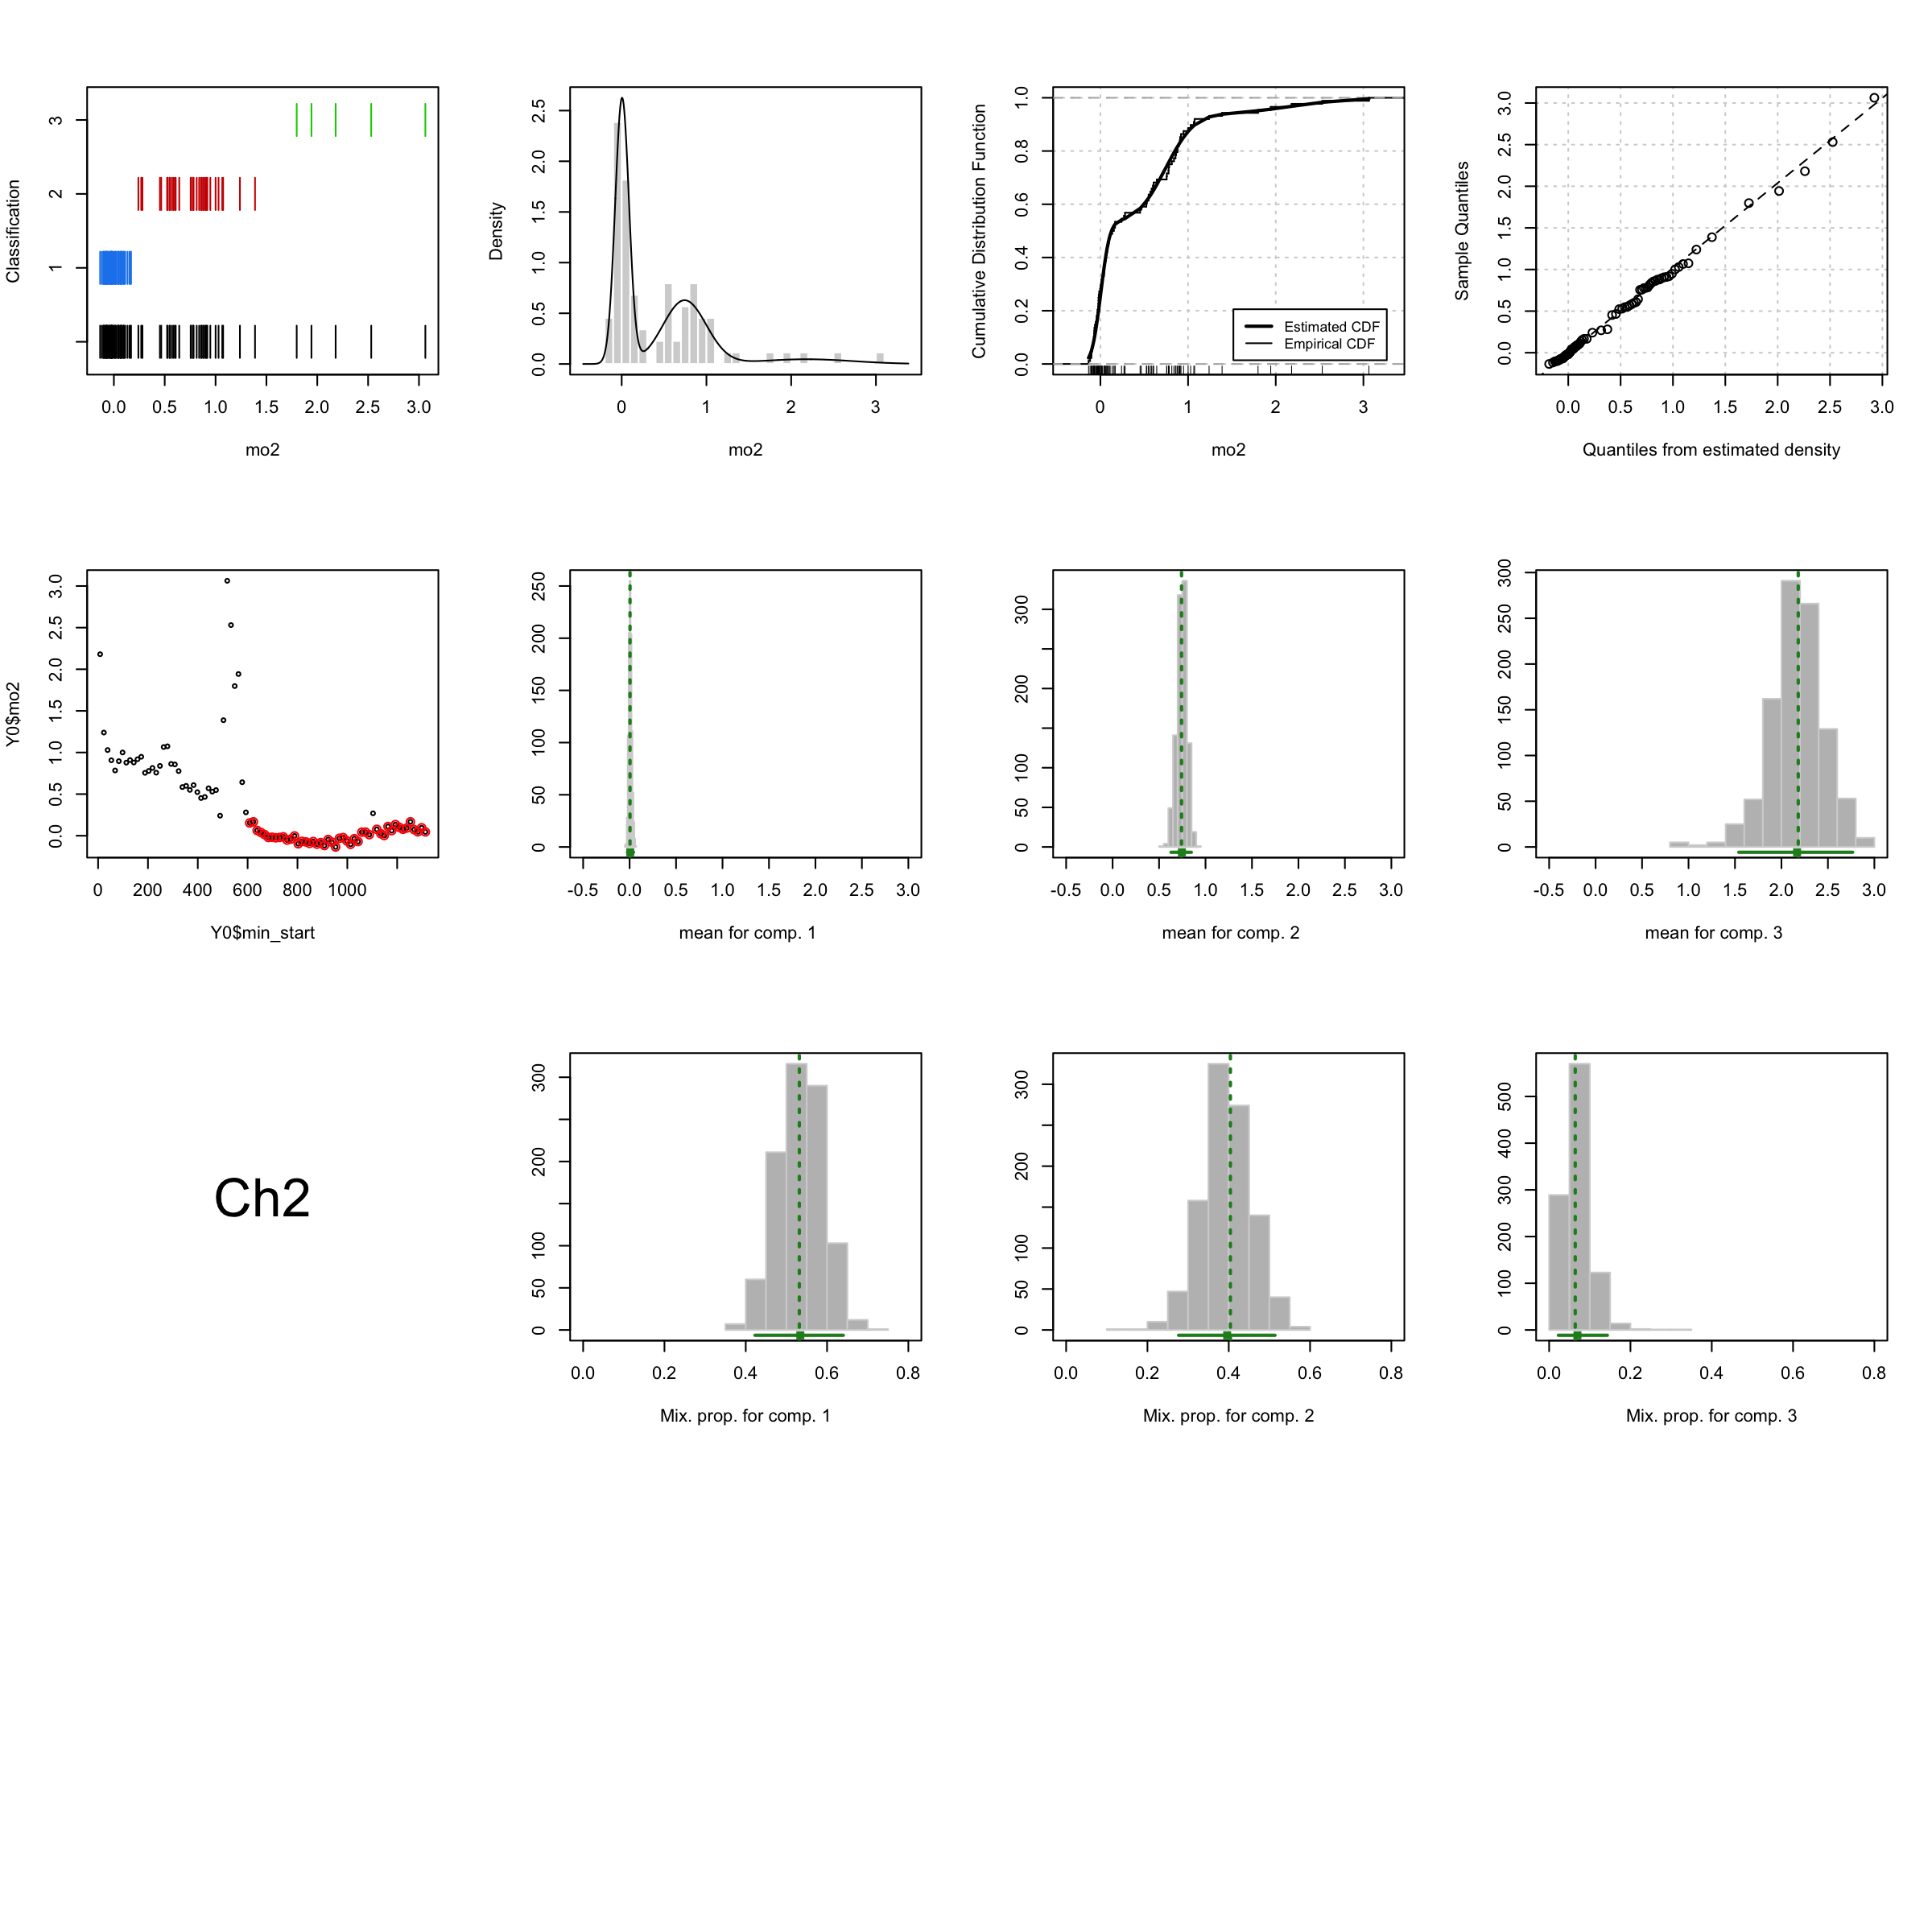 Classification
3
2
1
0.0 0.5 1.0 1.5 2.0 2.5 3.0
mo2
Density
2.5
2.0
1.5
1.0
0.5
0.0
0 1 2 3
mo2
Cumulative Distribution Function
1.0
0.8
0.6
0.4
0.2
0.0
Estimated CDF
Empirical CDF
0 1 2 3
mo2
Sample Quantiles
3.0
2.5
2.0
1.5
1.0
0.5
0.0
0.0 0.5 1.0 1.5 2.0 2.5 3.0
Quantiles from estimated density
Y0$mo2
3.0
2.5
2.0
1.5
1.0
0.5
0.0
0 200 400 600 800 1000
Y0$min_start
250
200
150
100
50
0
-0.5 0.0 0.5 1.0 1.5 2.0 2.5 3.0
mean for comp. 1
300
200
100
50
0
-0.5 0.0 0.5 1.0 1.5 2.0 2.5 3.0
mean for comp. 2
300
250
200
150
100
50
0
-0.5 0.0 0.5 1.0 1.5 2.0 2.5 3.0
mean for comp. 3
Ch2
300
200
100
50
0
0.0 0.2 0.4 0.6 0.8
Mix. prop. for comp. 1
300
200
100
50
0
0.0 0.2 0.4 0.6 0.8
Mix. prop. for comp. 2
500
400
300
200
100
0
0.0 0.2 0.4 0.6 0.8
Mix. prop. for comp. 3